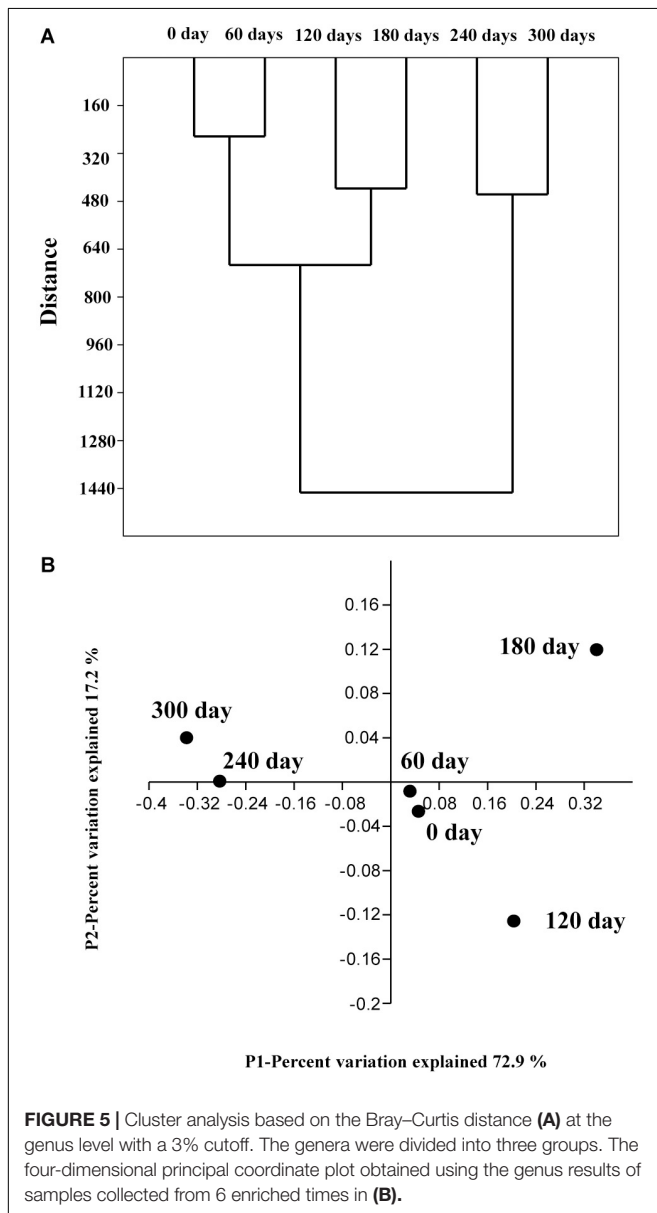 A
0 day 60 days 120 days 180 days 240 days 300 days
160
320
480
640
800
960
1120
1280
1440
Distance
B
0.16
0.12
0.08
0.04
-0.04
-0.08
-0.12
-0.16
-0.2
-0.4 -0.32 -0.24 -0.16 -0.08 0.08 0.16 0.24 0.32
180 day
300 day
240 day
60 day
0 day
120 day
P2-Percent variation explained 17.2 %
P1-Percent variation explained 72.9 %
FIGURE 5 | Cluster analysis based on the Bray–Curtis distance (A) at the
genus level with a 3% cutoff. The genera were divided into three groups. The
four-dimensional principal coordinate plot obtained using the genus results of
samples collected from 6 enriched times in (B).